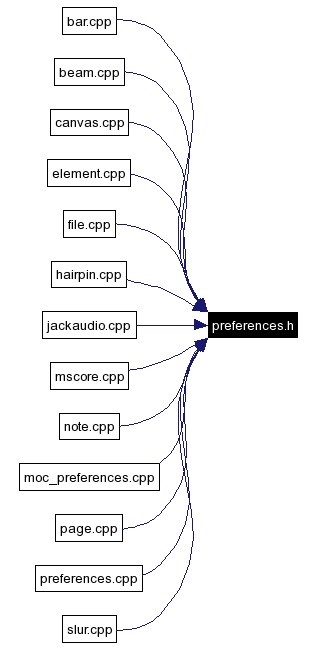 bar.cpp
beam.cpp
canvas.cpp
element.cpp
file.cpp
hairpin.cpp
jackaudio.cpp
preferences.h
mscore.cpp
note.cpp
moc_preferences.cpp
page.cpp
preferences.cpp
slur.cpp